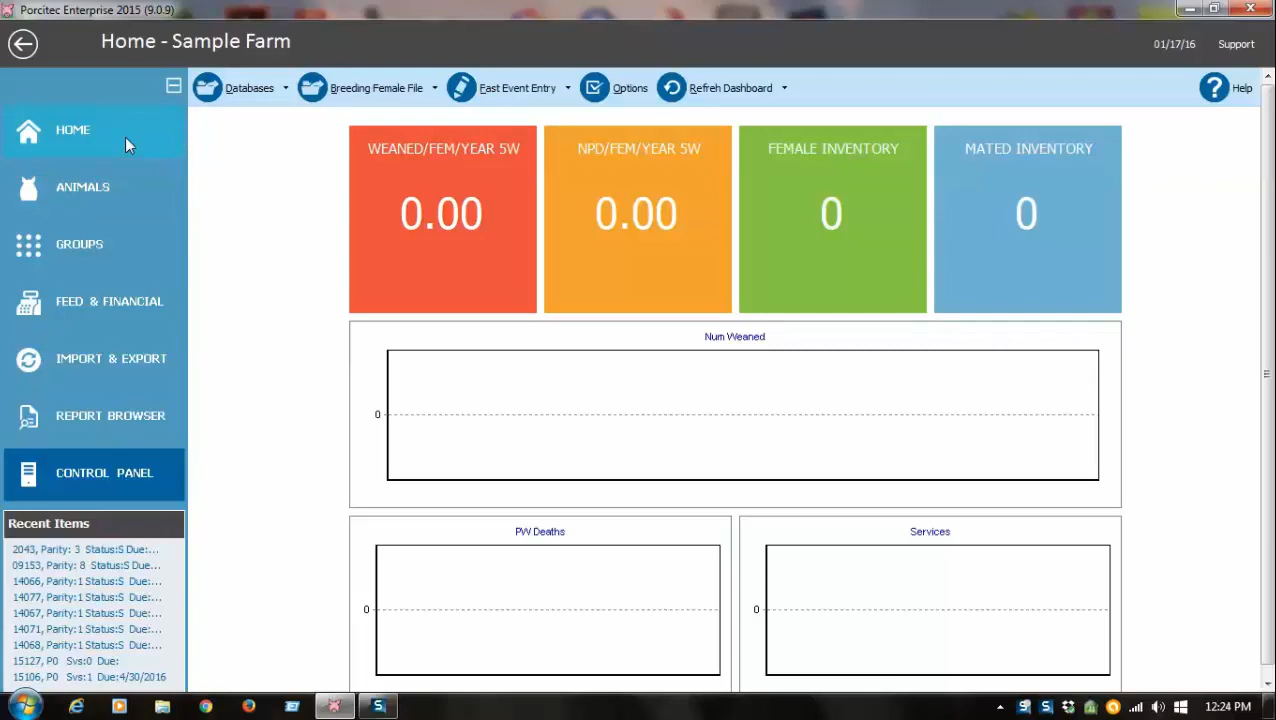 Porcitec Enterprise 2015 (9.0.9)
Home - Sample Farm
01/17/16 Support
Databases Breeding Female File Fast Event Entry Options Refreh Dashboard Help
HOME
ANIMALS
GROUPS
FEED & FINANCIAL
IMPORT & EXPORT
REPORT BROWSER
CONTROL PANEL
Recent Items
2043, Parity: 3 Status:S Due:...
09153, Parity: 8 Status:S Due...
14066, Parity:1 Status:S Due:...
14077, Parity:1 Status:S Due:...
14067, Parity:1 Status:S Due:...
14071, Parity:1 Status:S Due:...
14068, Parity:1 Status:S Due:...
15127, P0 Svs:0 Due:
15106, P0 Svs:1 Due:4/30/2016
WEANED/FEM/YEAR 5W
0.00
NPD/FEM/YEAR 5W
0.00
FEMALE INVENTORY
0
MATED INVENTORY
0
Num Weaned
0
PW Deaths
0
Services
0
12:24 PM